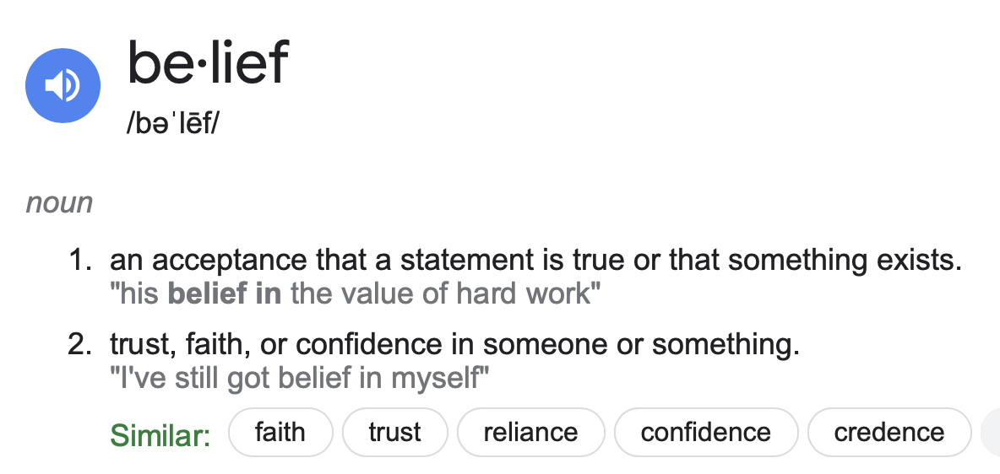 be·lief
/bəˈlēf/
noun
1. an acceptance that a statement is true or that something exists.
"his belief in the value of hard work"
2. trust, faith, or confidence in someone or something.
"I've still got belief in myself"
Similar: faith trust reliance confidence credence